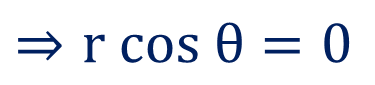 ⇒ r cos θ = 0